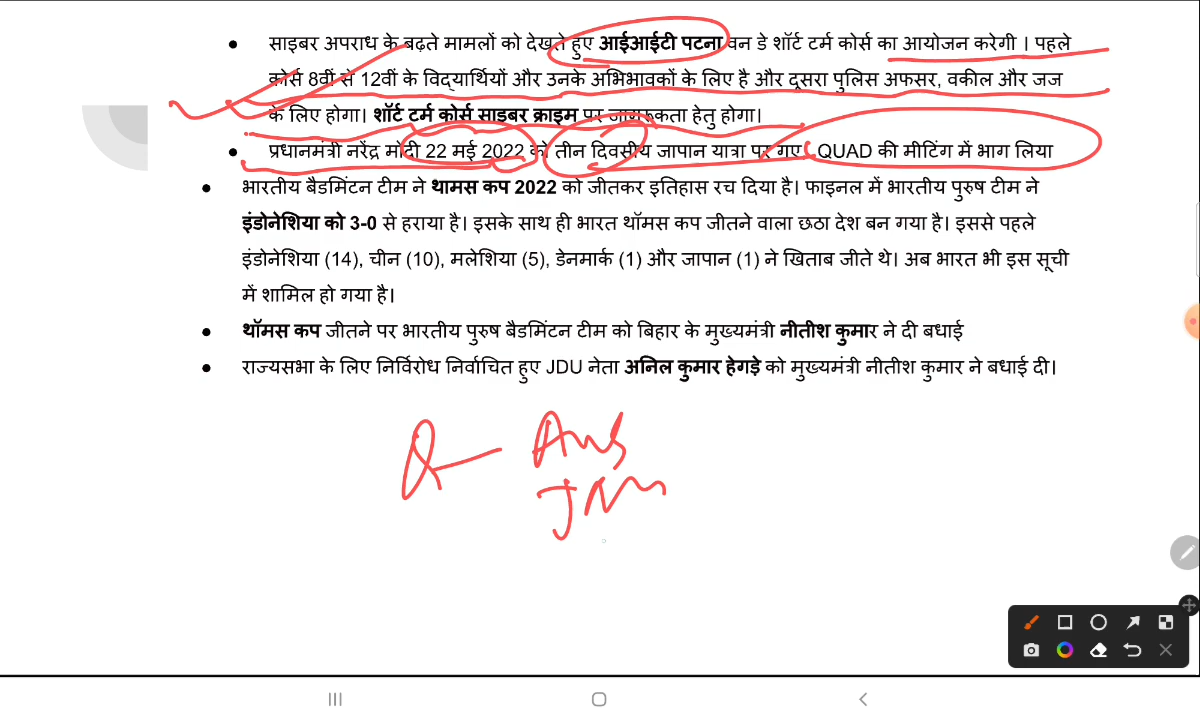 ● साइबर अपराध के बढ़ते मामलों को देखते हुए आईआईटी पटना वन डे शॉर्ट टर्म कोर्स का आयोजन करेगी । पहले
कोर्स 8वीं से 12वीं के विद्यार्थियों और उनके अभिभावकों के लिए है और दूसरा पुलिस अफसर, वकील और जज
के लिए होगा। शॉर्ट टर्म कोर्स साइबर क्राइम पर जागरूकता हेतु होगा।
● प्रधानमंत्री नरेंद्र मोदी 22 मई 2022 को तीन दिवसीय जापान यात्रा पर गए QUAD की मीटिंग में भाग लिया
● भारतीय बैडमिंटन टीम ने थामस कप 2022 को जीतकर इतिहास रच दिया है। फाइनल में भारतीय पुरुष टीम ने
इंडोनेशिया को 3-0 से हराया है। इसके साथ ही भारत थॉमस कप जीतने वाला छठा देश बन गया है। इससे पहले
इंडोनेशिया (14), चीन (10), मलेशिया (5), डेनमार्क (1) और जापान (1) ने खिताब जीते थे। अब भारत भी इस सूची
में शामिल हो गया है।
● थॉमस कप जीतने पर भारतीय पुरुष बैडमिंटन टीम को बिहार के मुख्यमंत्री नीतीश कुमार ने दी बधाई
● राज्यसभा के लिए निर्विरोध निर्वाचित हुए JDU नेता अनिल कुमार हेगड़े को मुख्यमंत्री नीतीश कुमार ने बधाई दी।
Ans